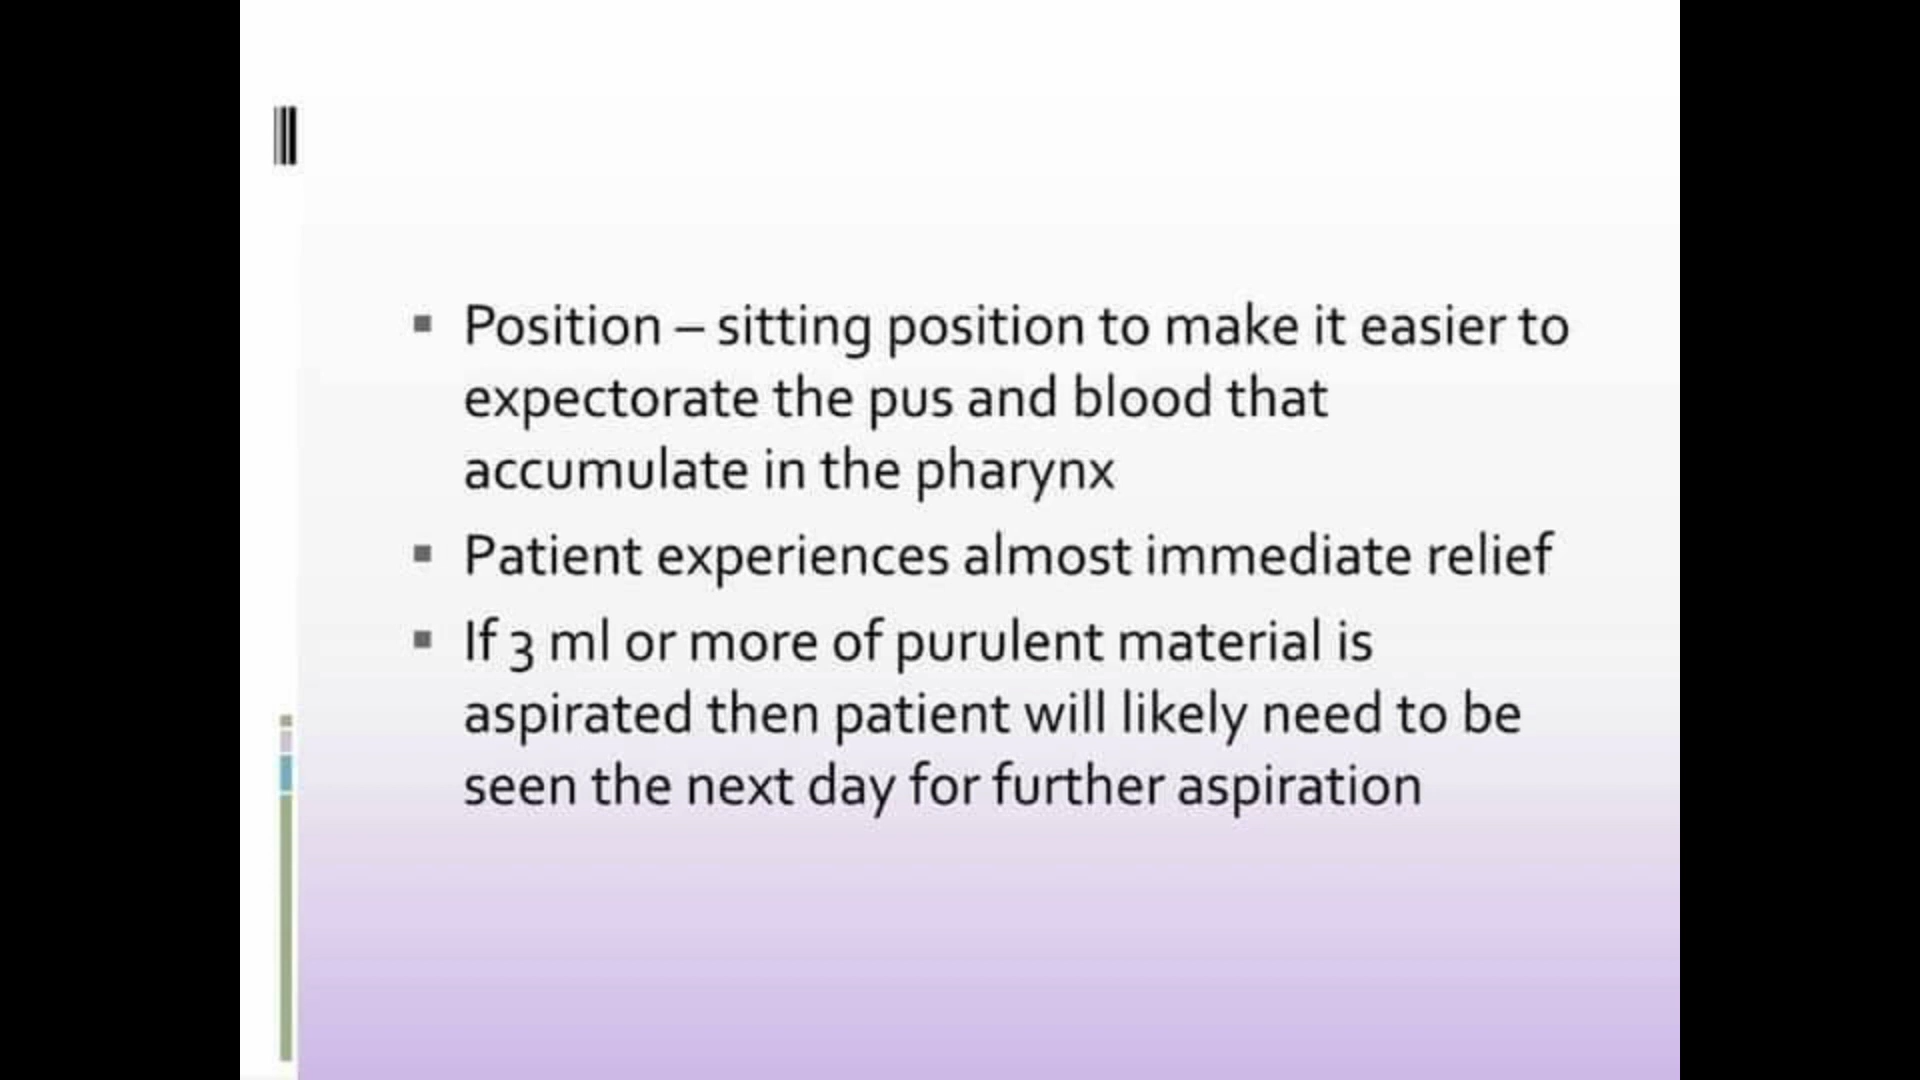 ▪ Position – sitting position to make it easier to
expectorate the pus and blood that
accumulate in the pharynx
▪ Patient experiences almost immediate relief
▪ If 3 ml or more of purulent material is
aspirated then patient will likely need to be
seen the next day for further aspiration